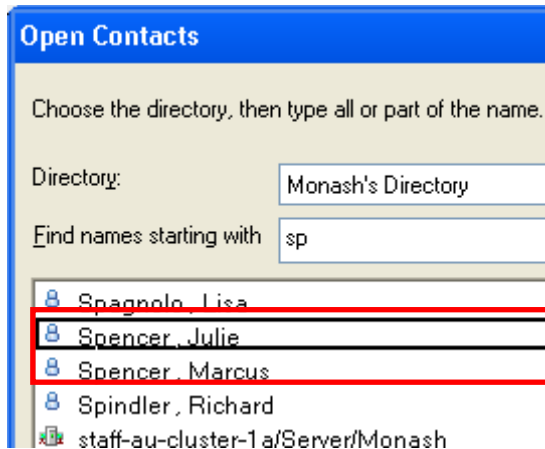 Open Contacts
Choose the directory, then type all or part of the name.
Directory: Monash's Directory
Find names starting with sp
Spagnolo , Lisa
Spencer , Julie
Spencer , Marcus
Spindler , Richard
staff-au-cluster-1a/Server/Monash